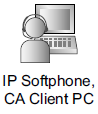 IP Softphone,
CA Client PC